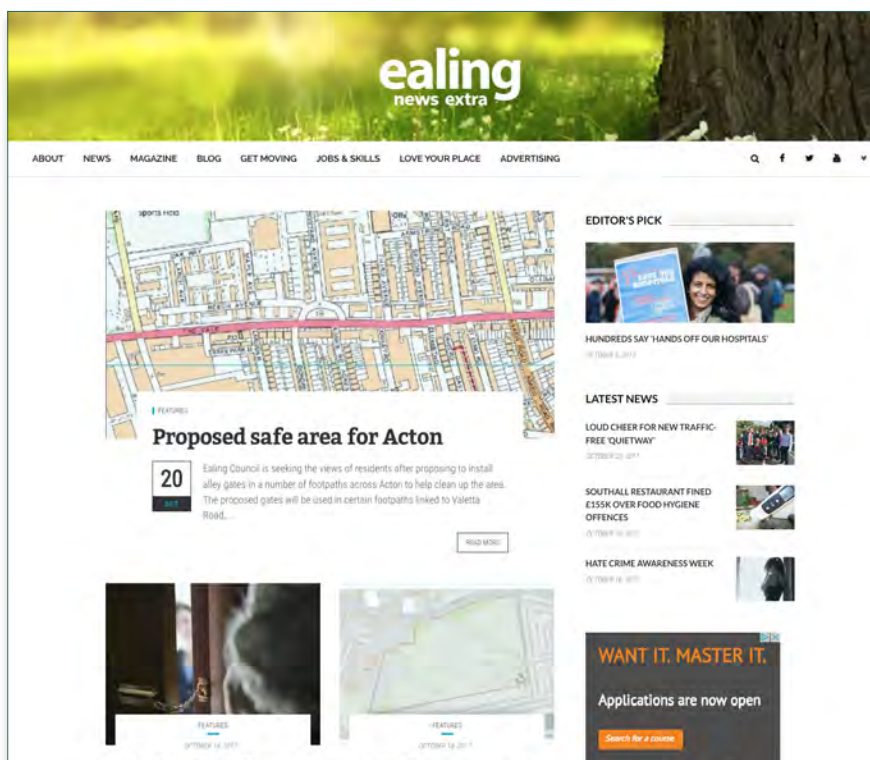 ealing
news extra
ABOUT NEWS MAGAZINE BLOG GET MOVING JOBS & SKILLS LOVE YOUR PLACE ADVERTISING
FEATURES
Proposed safe area for Acton
20
OCT
Ealing Council is seeking the views of residents after proposing to install
alley gates in a number of footpaths across Acton to help clean up the area.
The proposed gates will be used in certain footpaths linked to Valetta
Road,...
READ MORE
FEATURES
FEATURES
EDITOR'S PICK
HUNDREDS SAY 'HANDS OFF OUR HOSPITALS'
LATEST NEWS
LOUD CHEER FOR NEW TRAFFIC-
FREE 'QUIETWAY'
SOUTHALL RESTAURANT FINED
£155K OVER FOOD HYGIENE
OFFENCES
HATE CRIME AWARENESS WEEK
WANT IT. MASTER IT.
Applications are now open
Search for a course